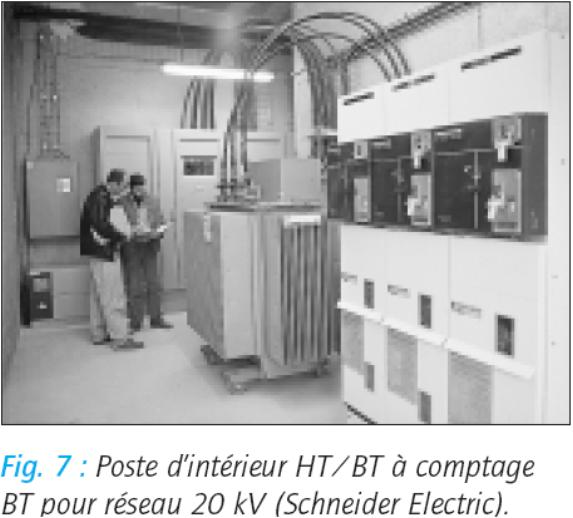 Fig. 7 : Poste d'intérieur HT/BT à comptage
BT pour réseau 20 kV (Schneider Electric).